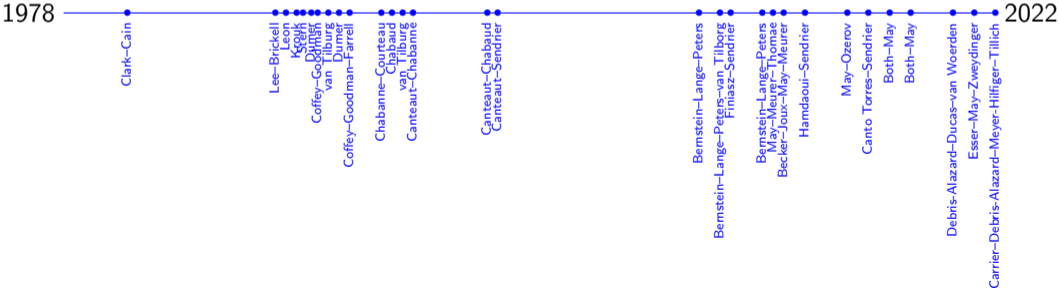 1978
2022
Clark–Cain
Lee–Brickell
Leon
Krouk
Stern
Dumer
Coffey–Goodman
van Tilburg
Dumer
Coffey–Goodman–Farrell
Chabanne–Courteau
Chabaud
van Tilburg
Canteaut–Chabanne
Canteaut–Chabaud
Canteaut–Sendrier
Bernstein–Lange–Peters
Bernstein–Lange–Peters–van Tilborg
Finiasz–Sendrier
Bernstein–Lange–Peters
May–Meurer–Thomae
Becker–Joux–May–Meurer
Hamdaoui–Sendrier
May–Ozerov
Canto Torres–Sendrier
Both–May
Both–May
Debris-Alazard–Ducas–van Woerden
Esser–May–Zweydinger
Carrier–Debris-Alazard–Meyer-Hilfiger–Tillich